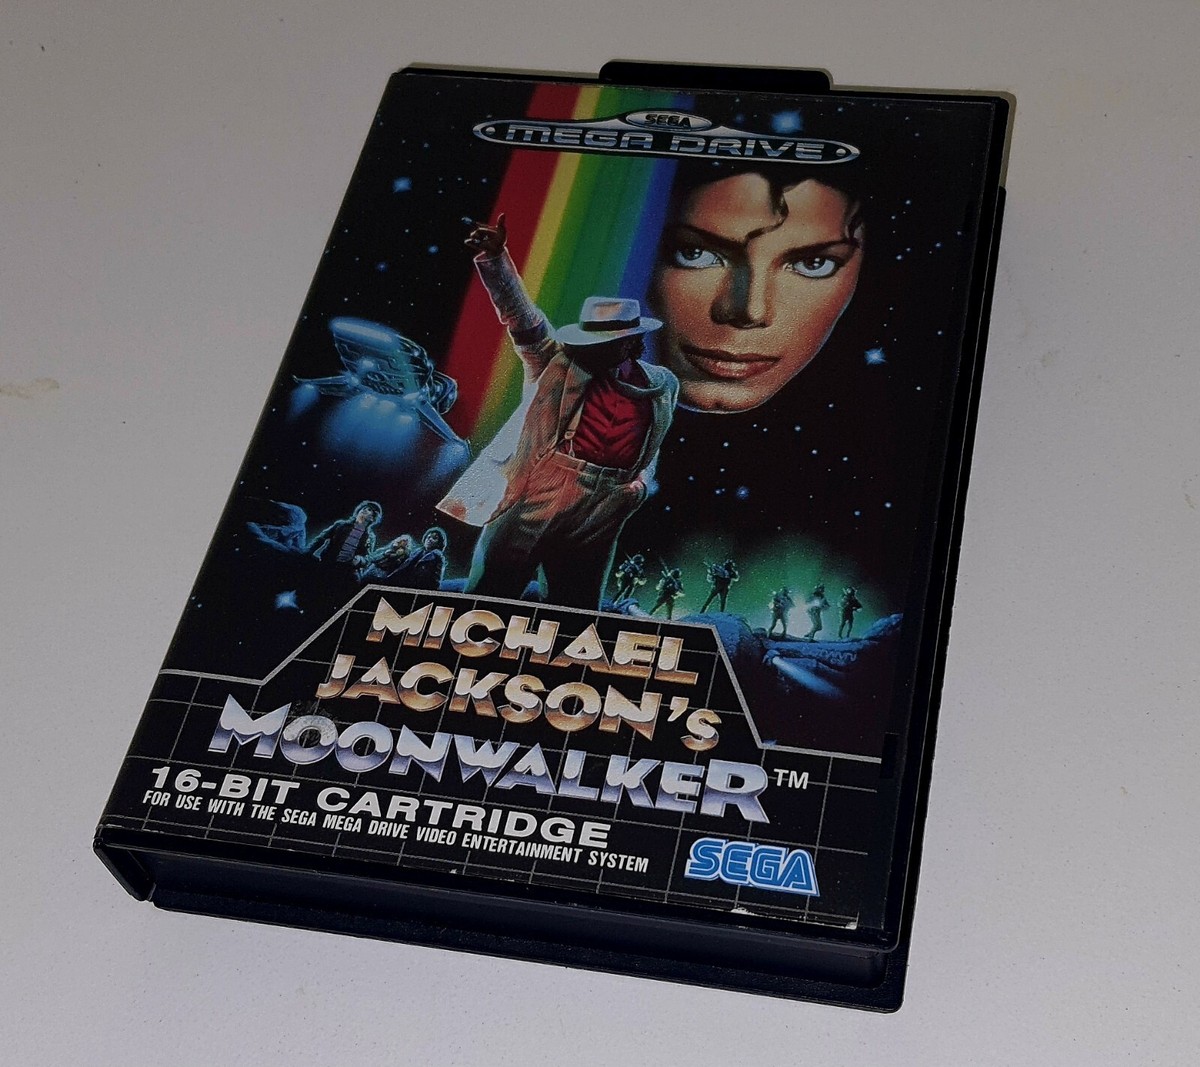 SEGA
MEGA DRIVE
MICHAEL
JACKSON'S
MOONWALKER™
16-BIT CARTRIDGE
FOR USE WITH THE SEGA MEGA DRIVE VIDEO ENTERTAINMENT SYSTEM
SEGA